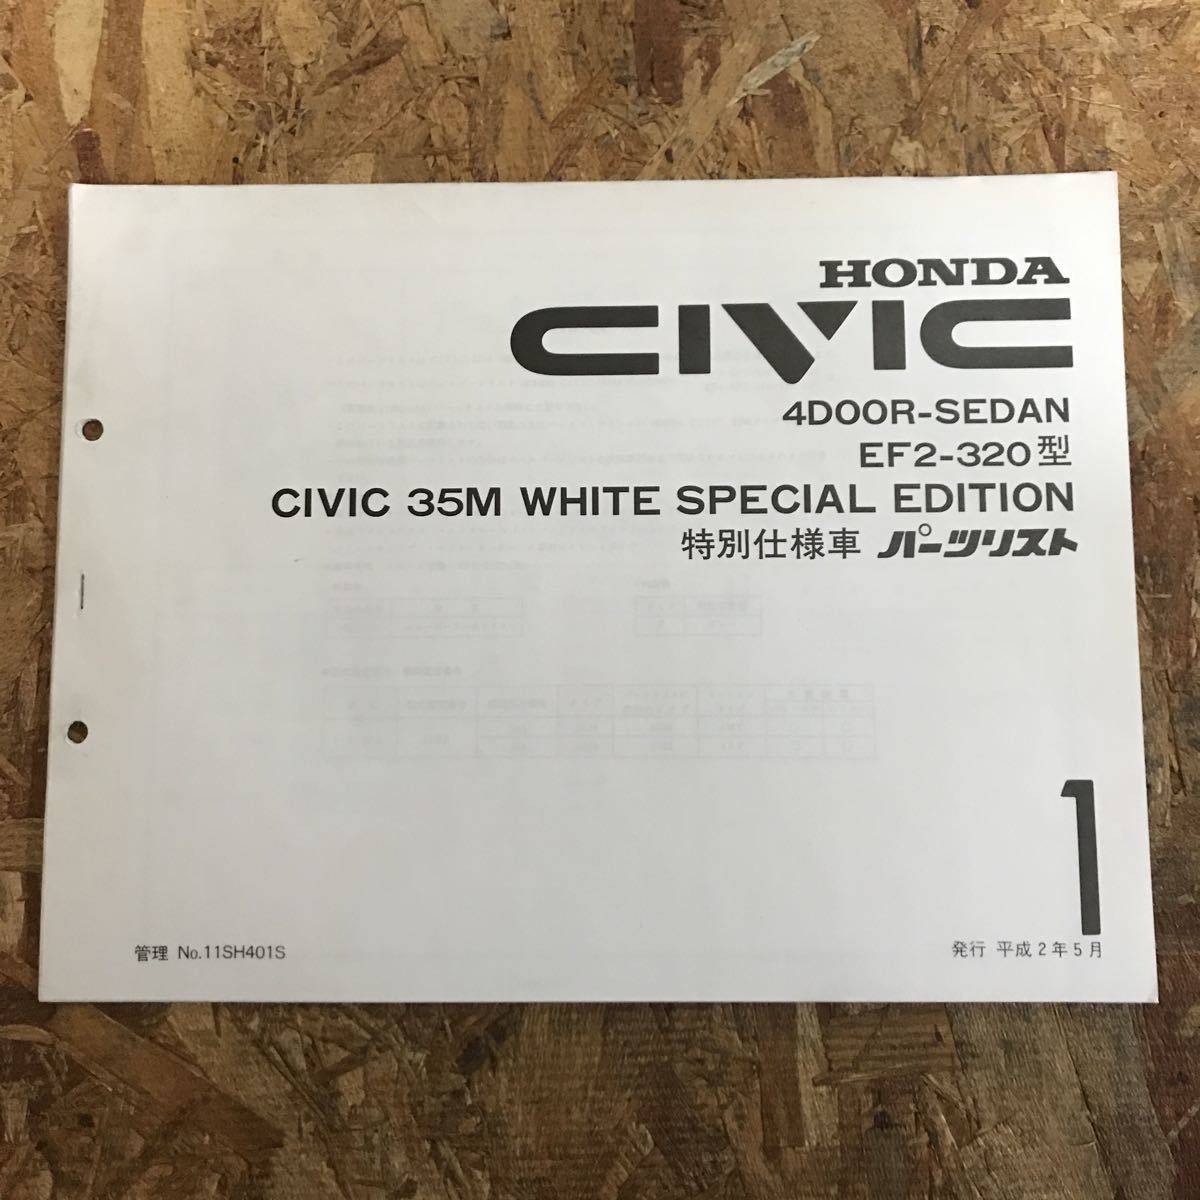 HONDA
CIVIC
4DOOR-SEDAN
EF2-320型
CIVIC 35M WHITE SPECIAL EDITION
特別仕様車 パーツリスト
1
管理 No.11SH401S
発行 平成2年5月